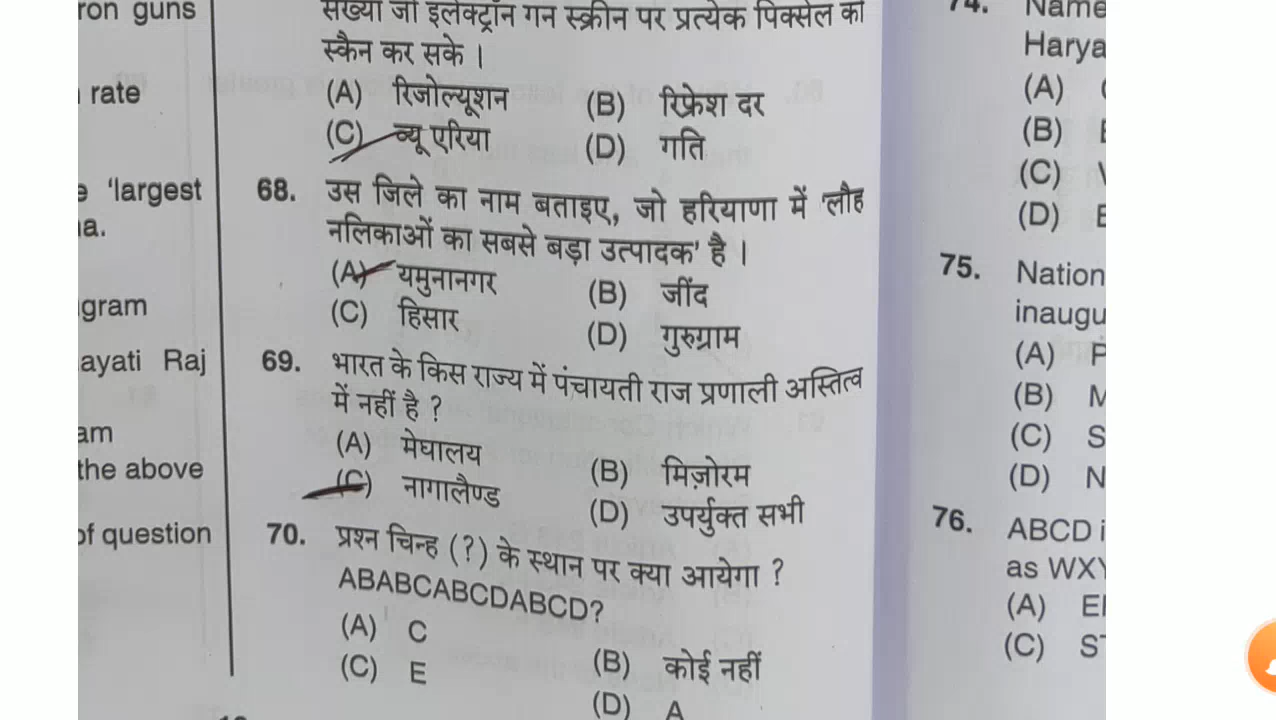 ron guns
rate
'largest
a.
gram
ayati Raj
am
the above
of question
संख्या जो इलेक्ट्रॉन गन स्क्रीन पर प्रत्येक पिक्सेल को
स्कैन कर सके ।
(A) रिजोल्यूशन (B) रिफ्रेश दर
(C) व्यू एरिया (D) गति
68. उस जिले का नाम बताइए, जो हरियाणा में 'लौह
नलिकाओं का सबसे बड़ा उत्पादक' है ।
(A) यमुनानगर (B) जींद
(C) हिसार (D) गुरुग्राम
69. भारत के किस राज्य में पंचायती राज प्रणाली अस्तित्व
में नहीं है ?
(A) मेघालय (B) मिज़ोरम
(C) नागालैण्ड (D) उपर्युक्त सभी
70. प्रश्न चिन्ह (?) के स्थान पर क्या आयेगा ?
ABABCABCDABCD?
(A) C (B) कोई नहीं
(C) E (D) A
74. Name
Harya
(A)
(B)
(C)
(D)
75. Nation
inaugu
(A) P
(B) M
(C) S
(D) N
76. ABCD i
as WXY
(A) E
(C) ST